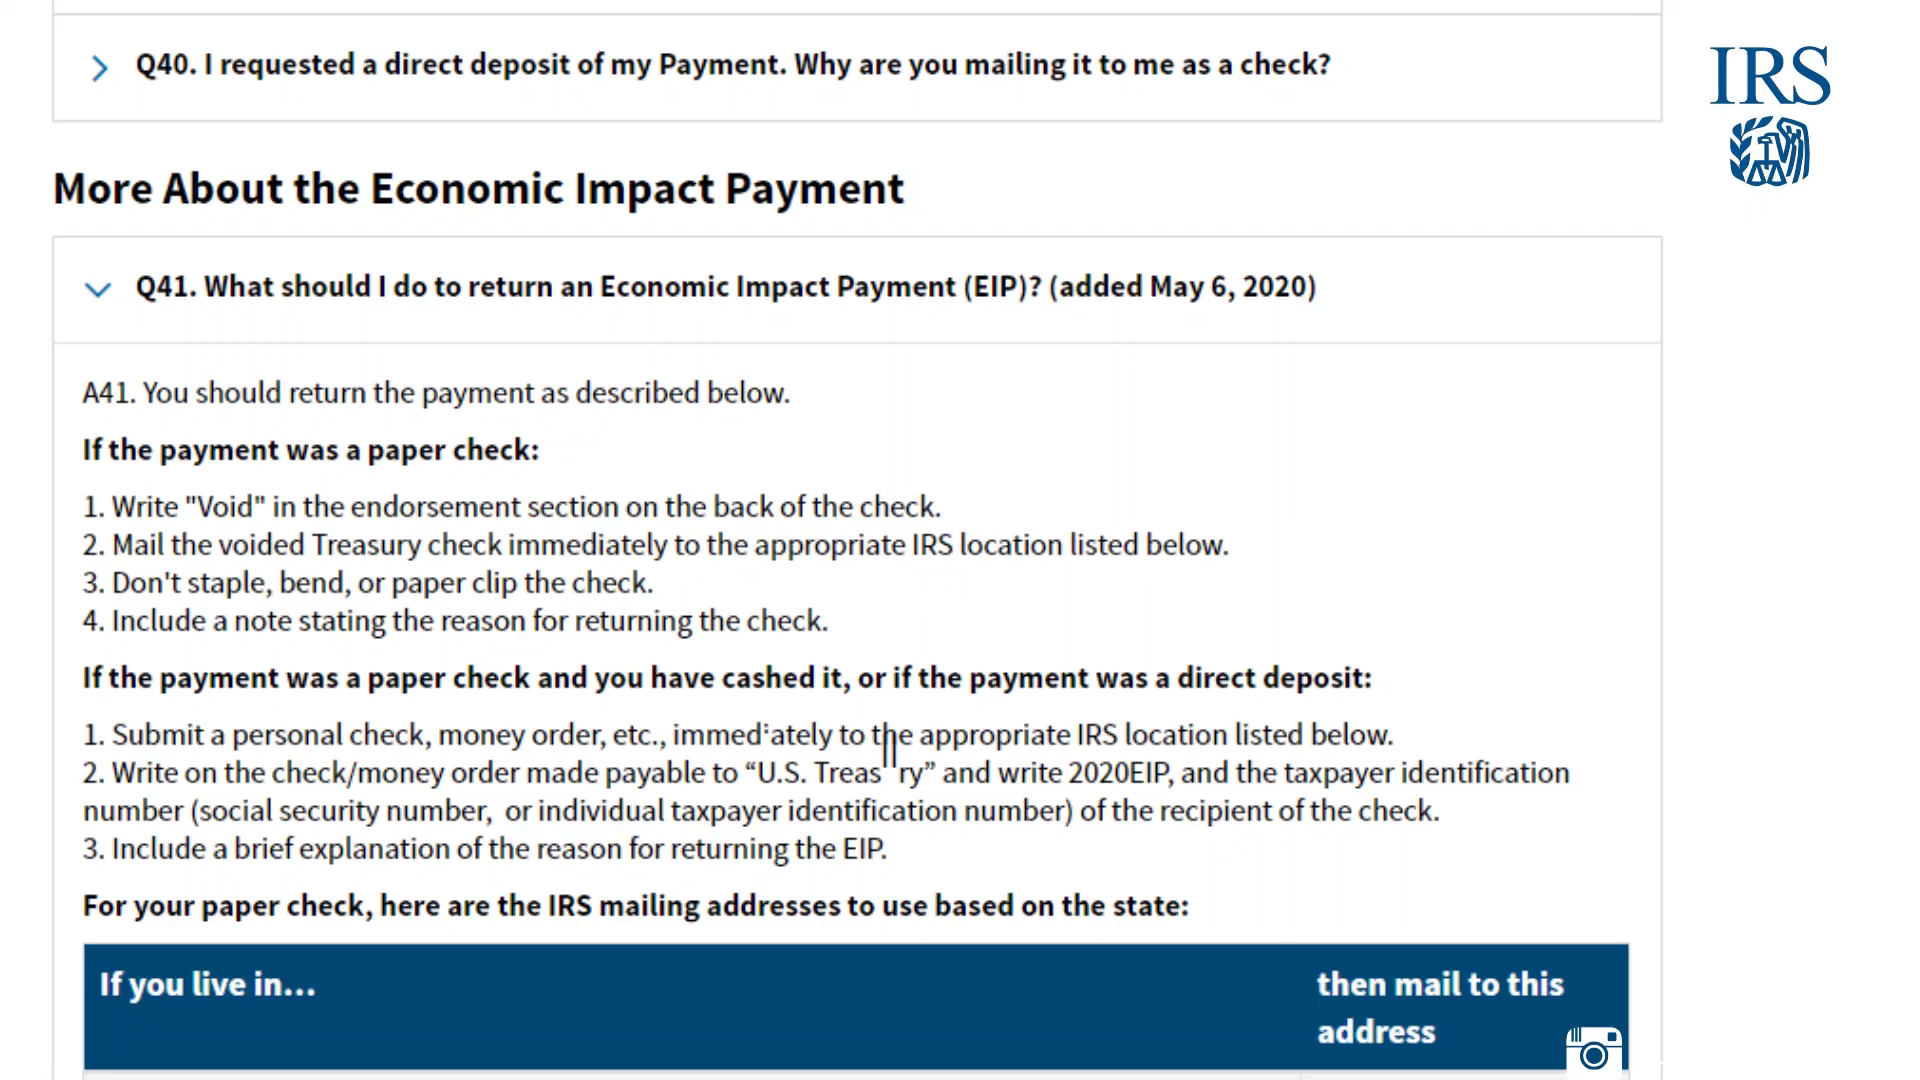 Q40. I requested a direct deposit of my Payment. Why are you mailing it to me as a check?
IRS
More About the Economic Impact Payment
Q41. What should I do to return an Economic Impact Payment (EIP)? (added May 6, 2020)
A41. You should return the payment as described below.
If the payment was a paper check:
1. Write "Void" in the endorsement section on the back of the check.
2. Mail the voided Treasury check immediately to the appropriate IRS location listed below.
3. Don't staple, bend, or paper clip the check.
4. Include a note stating the reason for returning the check.
If the payment was a paper check and you have cashed it, or if the payment was a direct deposit:
1. Submit a personal check, money order, etc., immediately to the appropriate IRS location listed below.
2. Write on the check/money order made payable to “U.S. Treasury” and write 2020EIP, and the taxpayer identification
number (social security number, or individual taxpayer identification number) of the recipient of the check.
3. Include a brief explanation of the reason for returning the EIP.
For your paper check, here are the IRS mailing addresses to use based on the state:
If you live in...
then mail to this
address